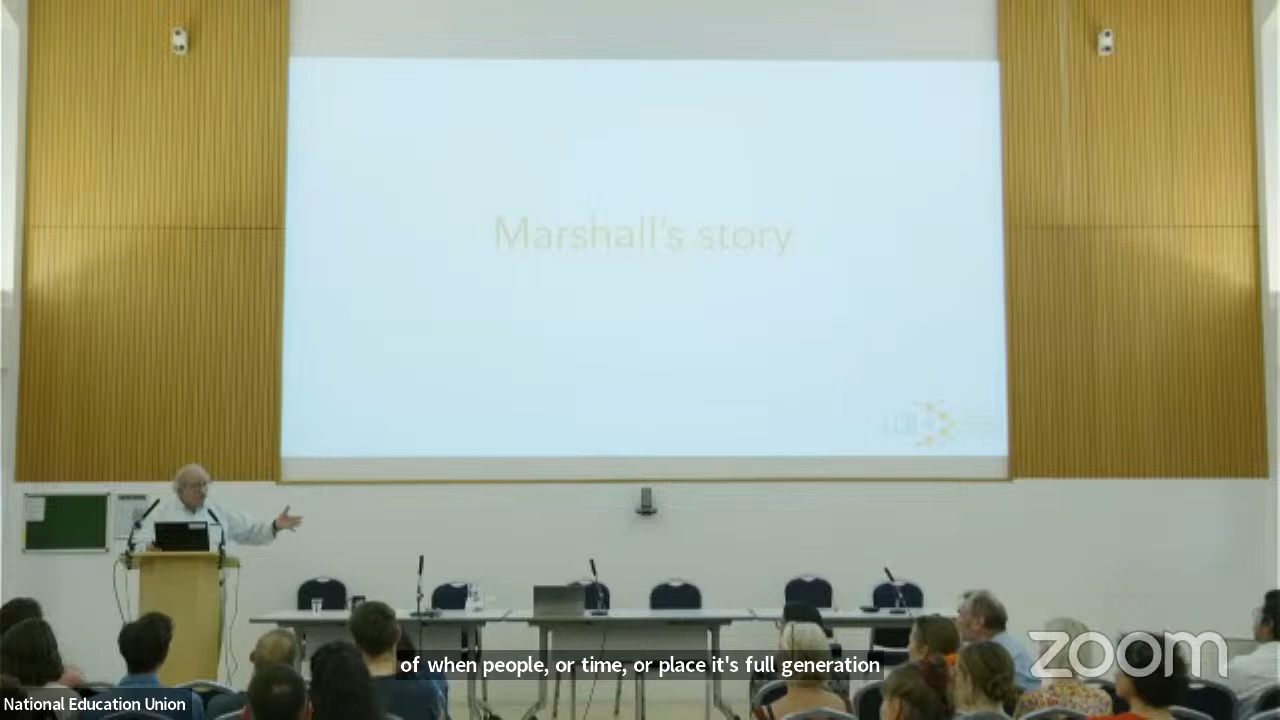 Marshall's story
of when people, or time, or place it's full generation
zoom
National Education Union